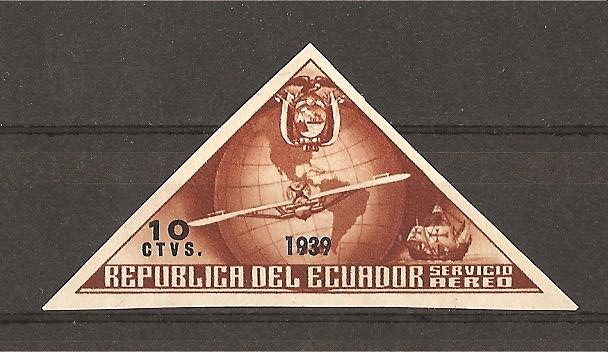 10
CTVS.
1939
REPUBLICA DEL ECUADOR SERVICIO
AEREO